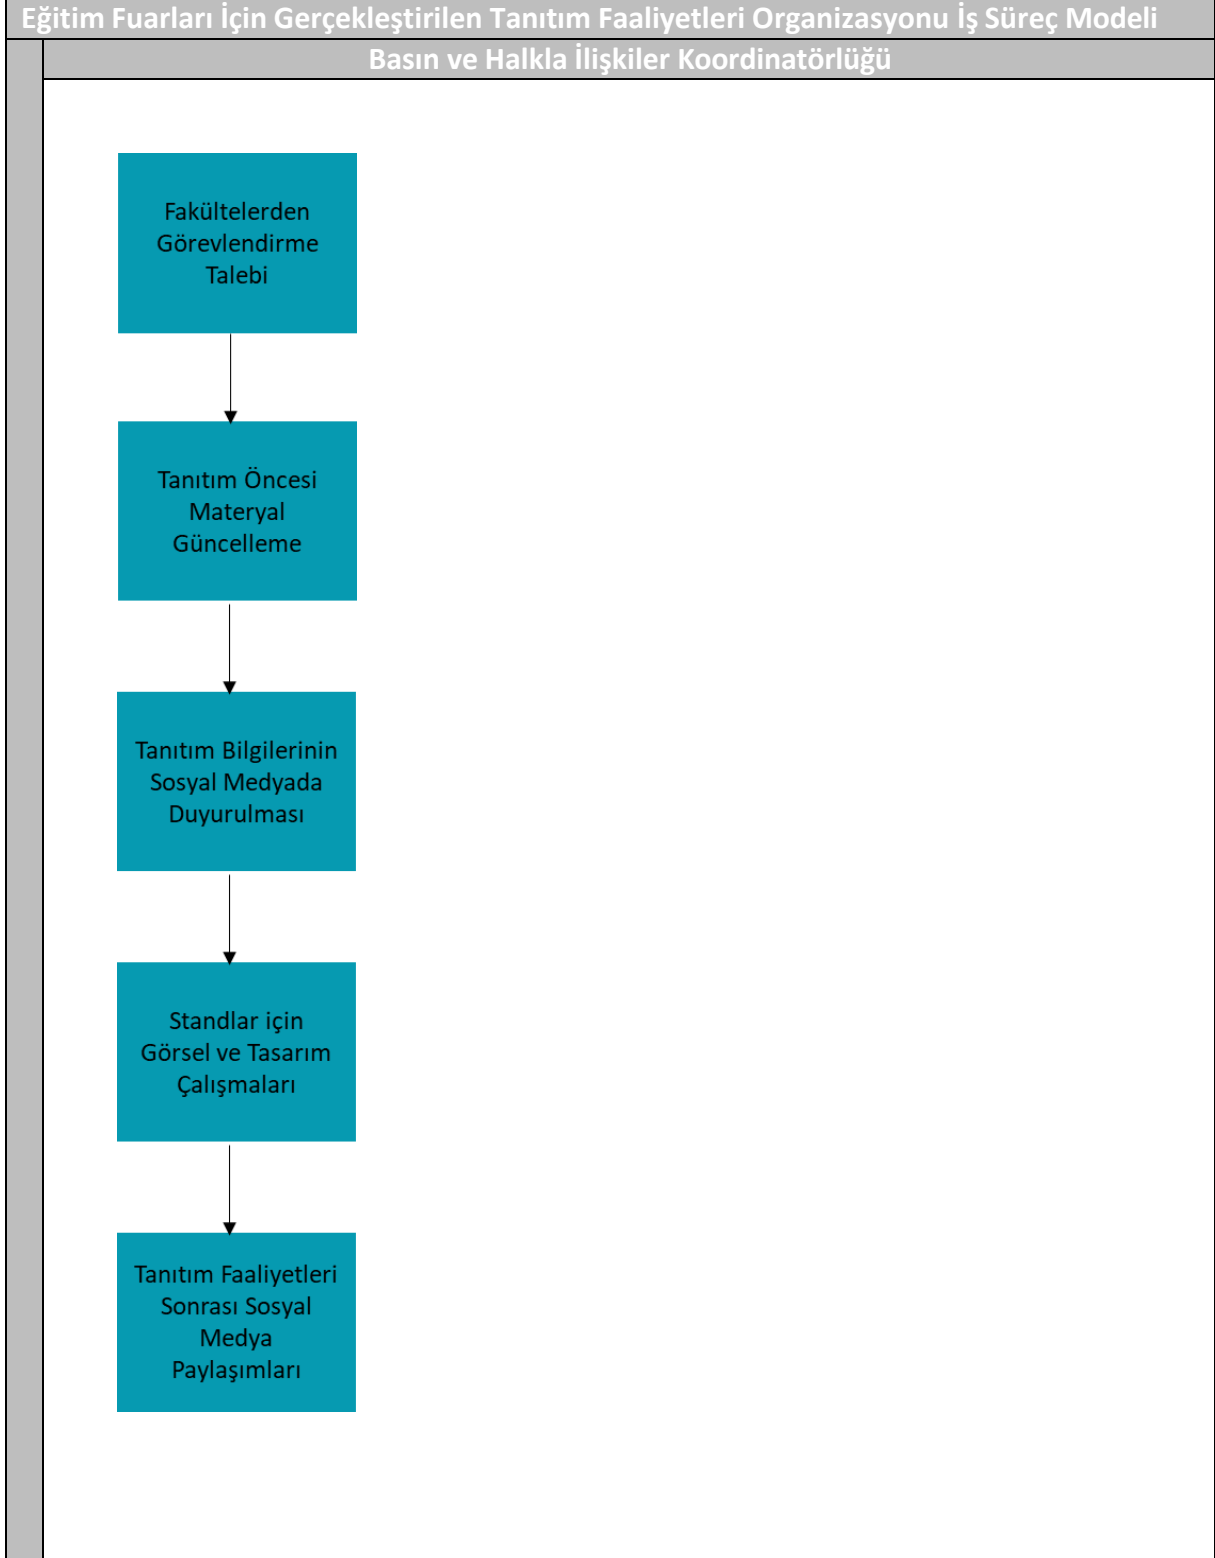 Eğitim Fuarları İçin Gerçekleştirilen Tanıtım Faaliyetleri Organizasyonu İş Süreç Modeli
Basın ve Halkla İlişkiler Koordinatörlüğü
Fakültelerden
Görevlendirme
Talebi
Tanıtım Öncesi
Materyal
Güncelleme
Tanıtım Bilgilerinin
Sosyal Medyada
Duyurulması
Standlar için
Görsel ve Tasarım
Çalışmaları
Tanıtım Faaliyetleri
Sonrası Sosyal
Medya
Paylaşımları